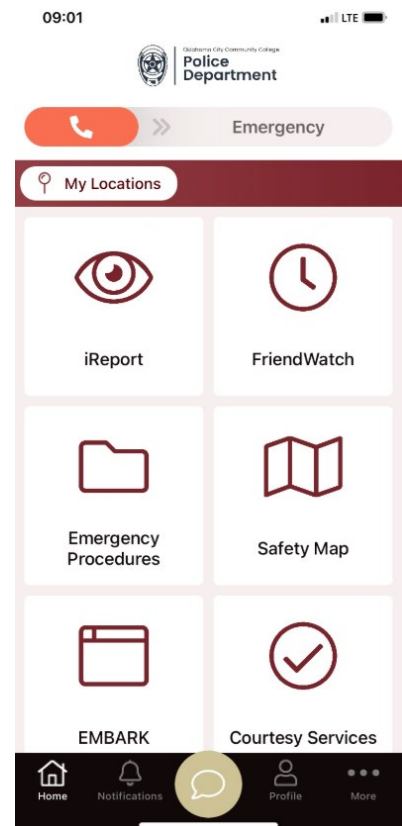 09:01
LTE
Oklahoma City Community College
Police
Department
Emergency
My Locations
iReport
FriendWatch
Emergency
Procedures
Safety Map
EMBARK
Courtesy Services
Home
Notifications
Profile
More